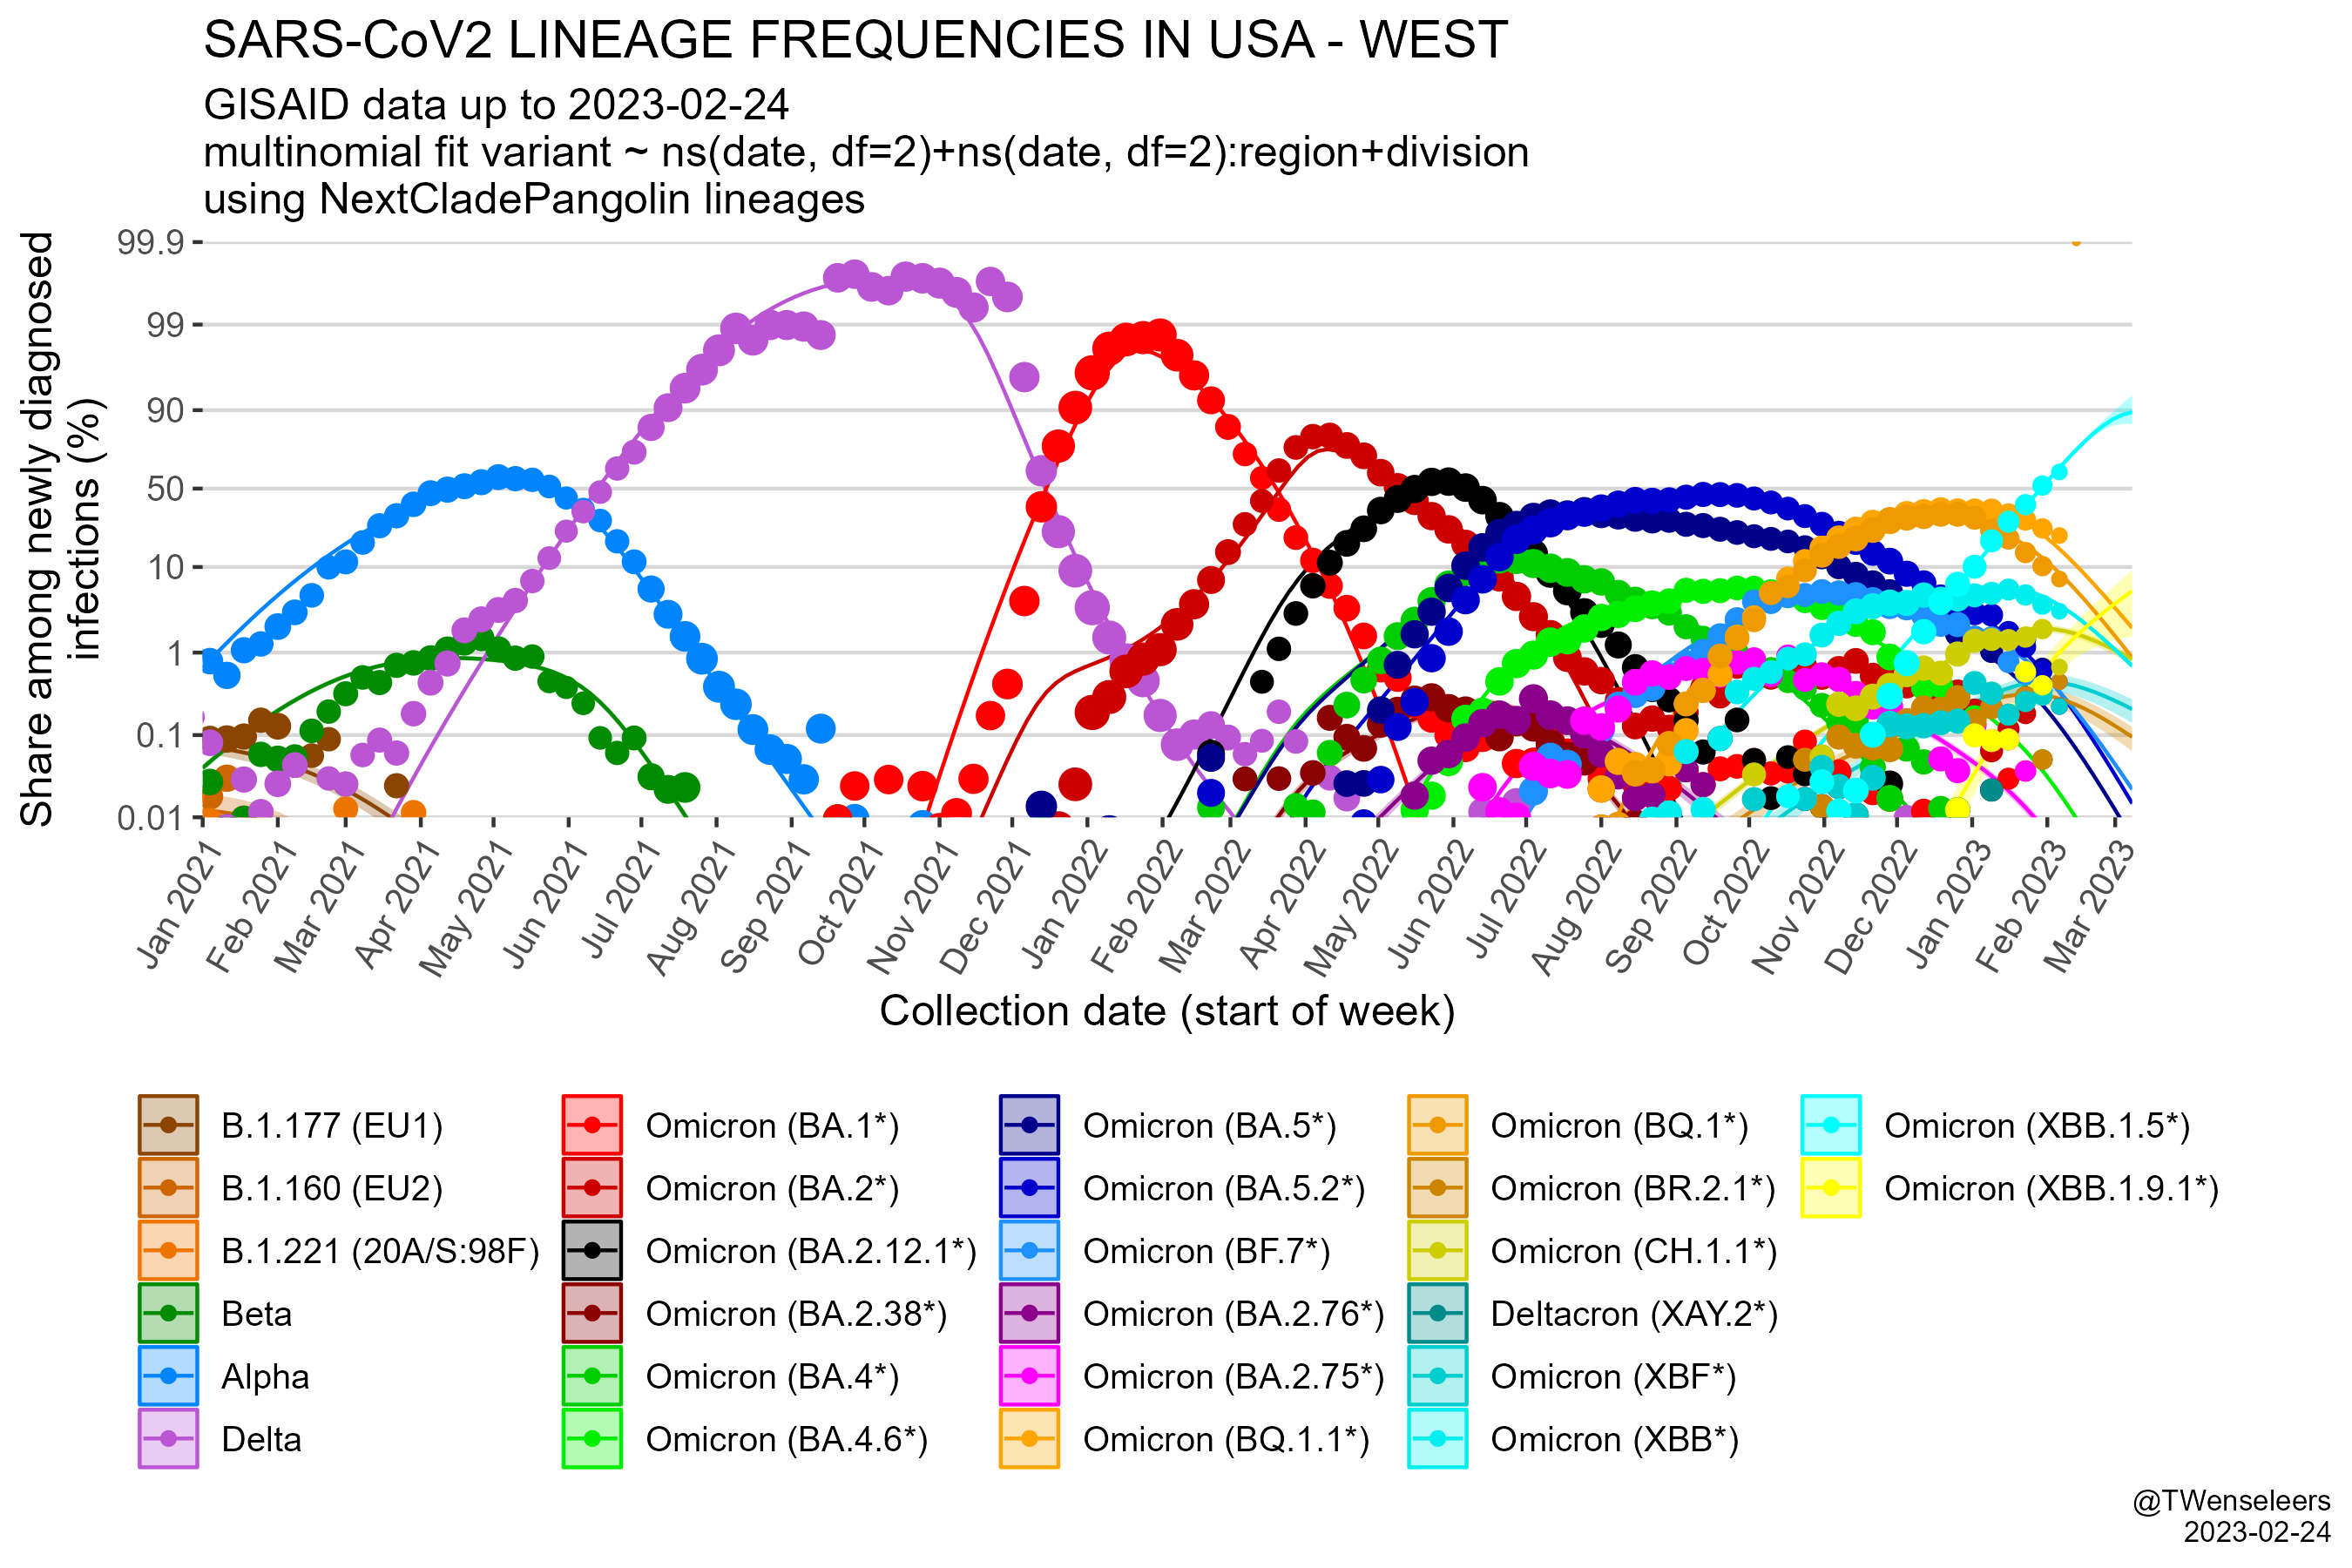 SARS-CoV2 LINEAGE FREQUENCIES IN USA - WEST
GISAID data up to 2023-02-24
multinomial fit variant ~ ns(date, df=2)+ns(date, df=2):region+division
using NextCladePangolin lineages
Share among newly diagnosed
infections (%)
99.9
99
90
50
10
1
0.1
0.01
Jan 2021
Feb 2021
Mar 2021
Apr 2021
May 2021
Jun 2021
Jul 2021
Aug 2021
Sep 2021
Oct 2021
Nov 2021
Dec 2021
Jan 2022
Feb 2022
Mar 2022
Apr 2022
May 2022
Jun 2022
Jul 2022
Aug 2022
Sep 2022
Oct 2022
Nov 2022
Dec 2022
Jan 2023
Feb 2023
Mar 2023
Collection date (start of week)
B.1.177 (EU1)
B.1.160 (EU2)
B.1.221 (20A/S:98F)
Beta
Alpha
Delta
Omicron (BA.1*)
Omicron (BA.2*)
Omicron (BA.2.12.1*)
Omicron (BA.2.38*)
Omicron (BA.4*)
Omicron (BA.4.6*)
Omicron (BA.5*)
Omicron (BA.5.2*)
Omicron (BF.7*)
Omicron (BA.2.76*)
Omicron (BA.2.75*)
Omicron (BQ.1.1*)
Omicron (BQ.1*)
Omicron (BR.2.1*)
Omicron (CH.1.1*)
Deltacron (XAY.2*)
Omicron (XBF*)
Omicron (XBB*)
Omicron (XBB.1.5*)
Omicron (XBB.1.9.1*)
@TWenseleers
2023-02-24